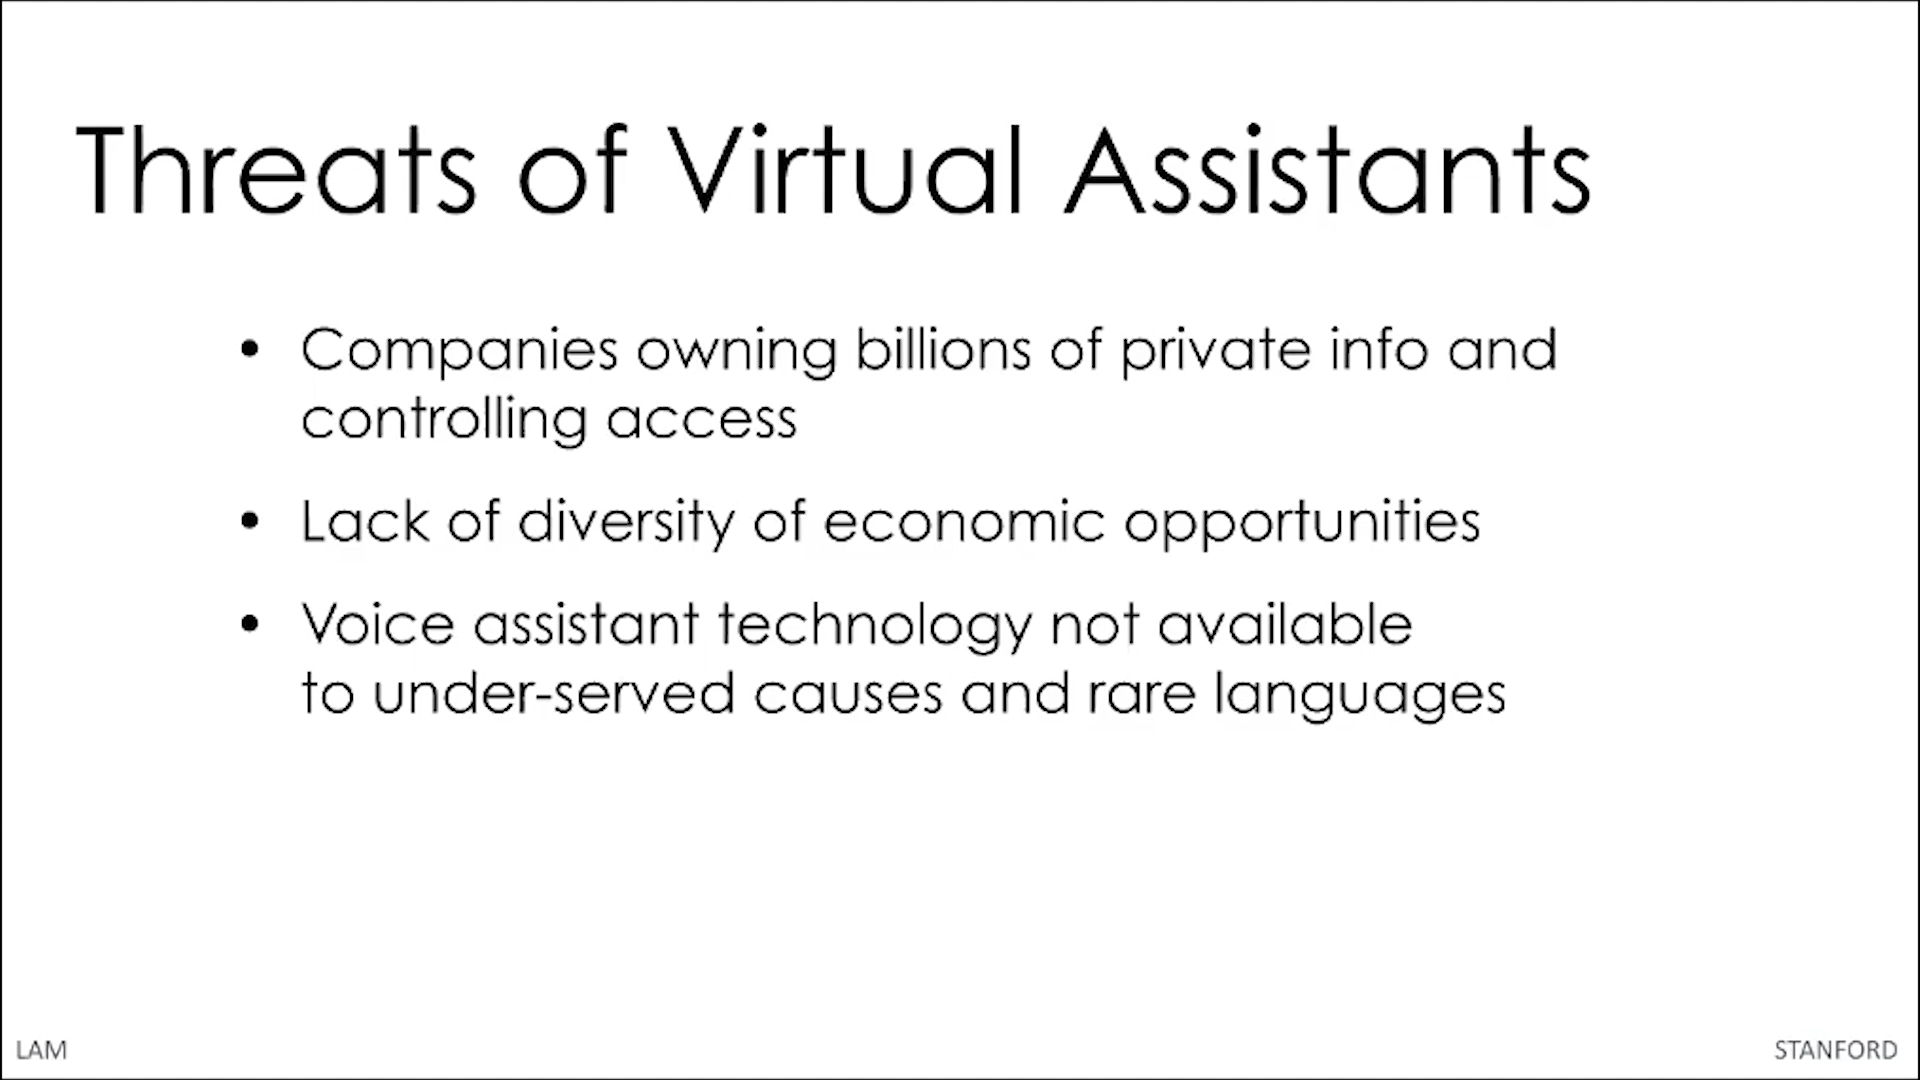 Threats of Virtual Assistants
• Companies owning billions of private info and
controlling access
• Lack of diversity of economic opportunities
• Voice assistant technology not available
to under-served causes and rare languages
LAM
STANFORD